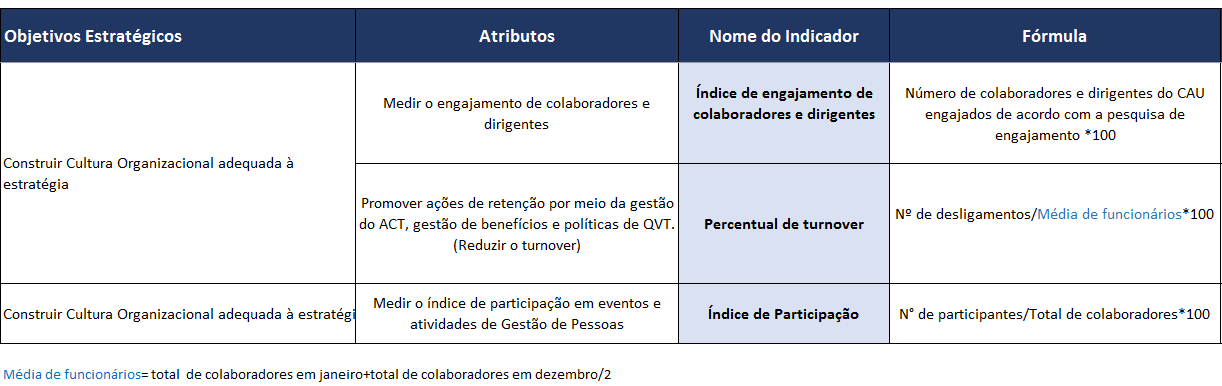 Objetivos Estratégicos
Atributos
Nome do Indicador
Fórmula
Construir Cultura Organizacional adequada à
estratégia
Medir o engajamento de colaboradores e
dirigentes
Índice de engajamento de
colaboradores e dirigentes
Número de colaboradores e dirigentes do CAU
engajados de acordo com a pesquisa de
engajamento *100
Promover ações de retenção por meio da gestão
do ACT, gestão de benefícios e políticas de QVT.
(Reduzir o turnover)
Percentual de turnover
Nº de desligamentos/Média de funcionários*100
Construir Cultura Organizacional adequada à estratégi
Medir o índice de participação em eventos e
atividades de Gestão de Pessoas
Índice de Participação
N° de participantes/Total de colaboradores*100
Média de funcionários= total de colaboradores em janeiro+total de colaboradores em dezembro/2